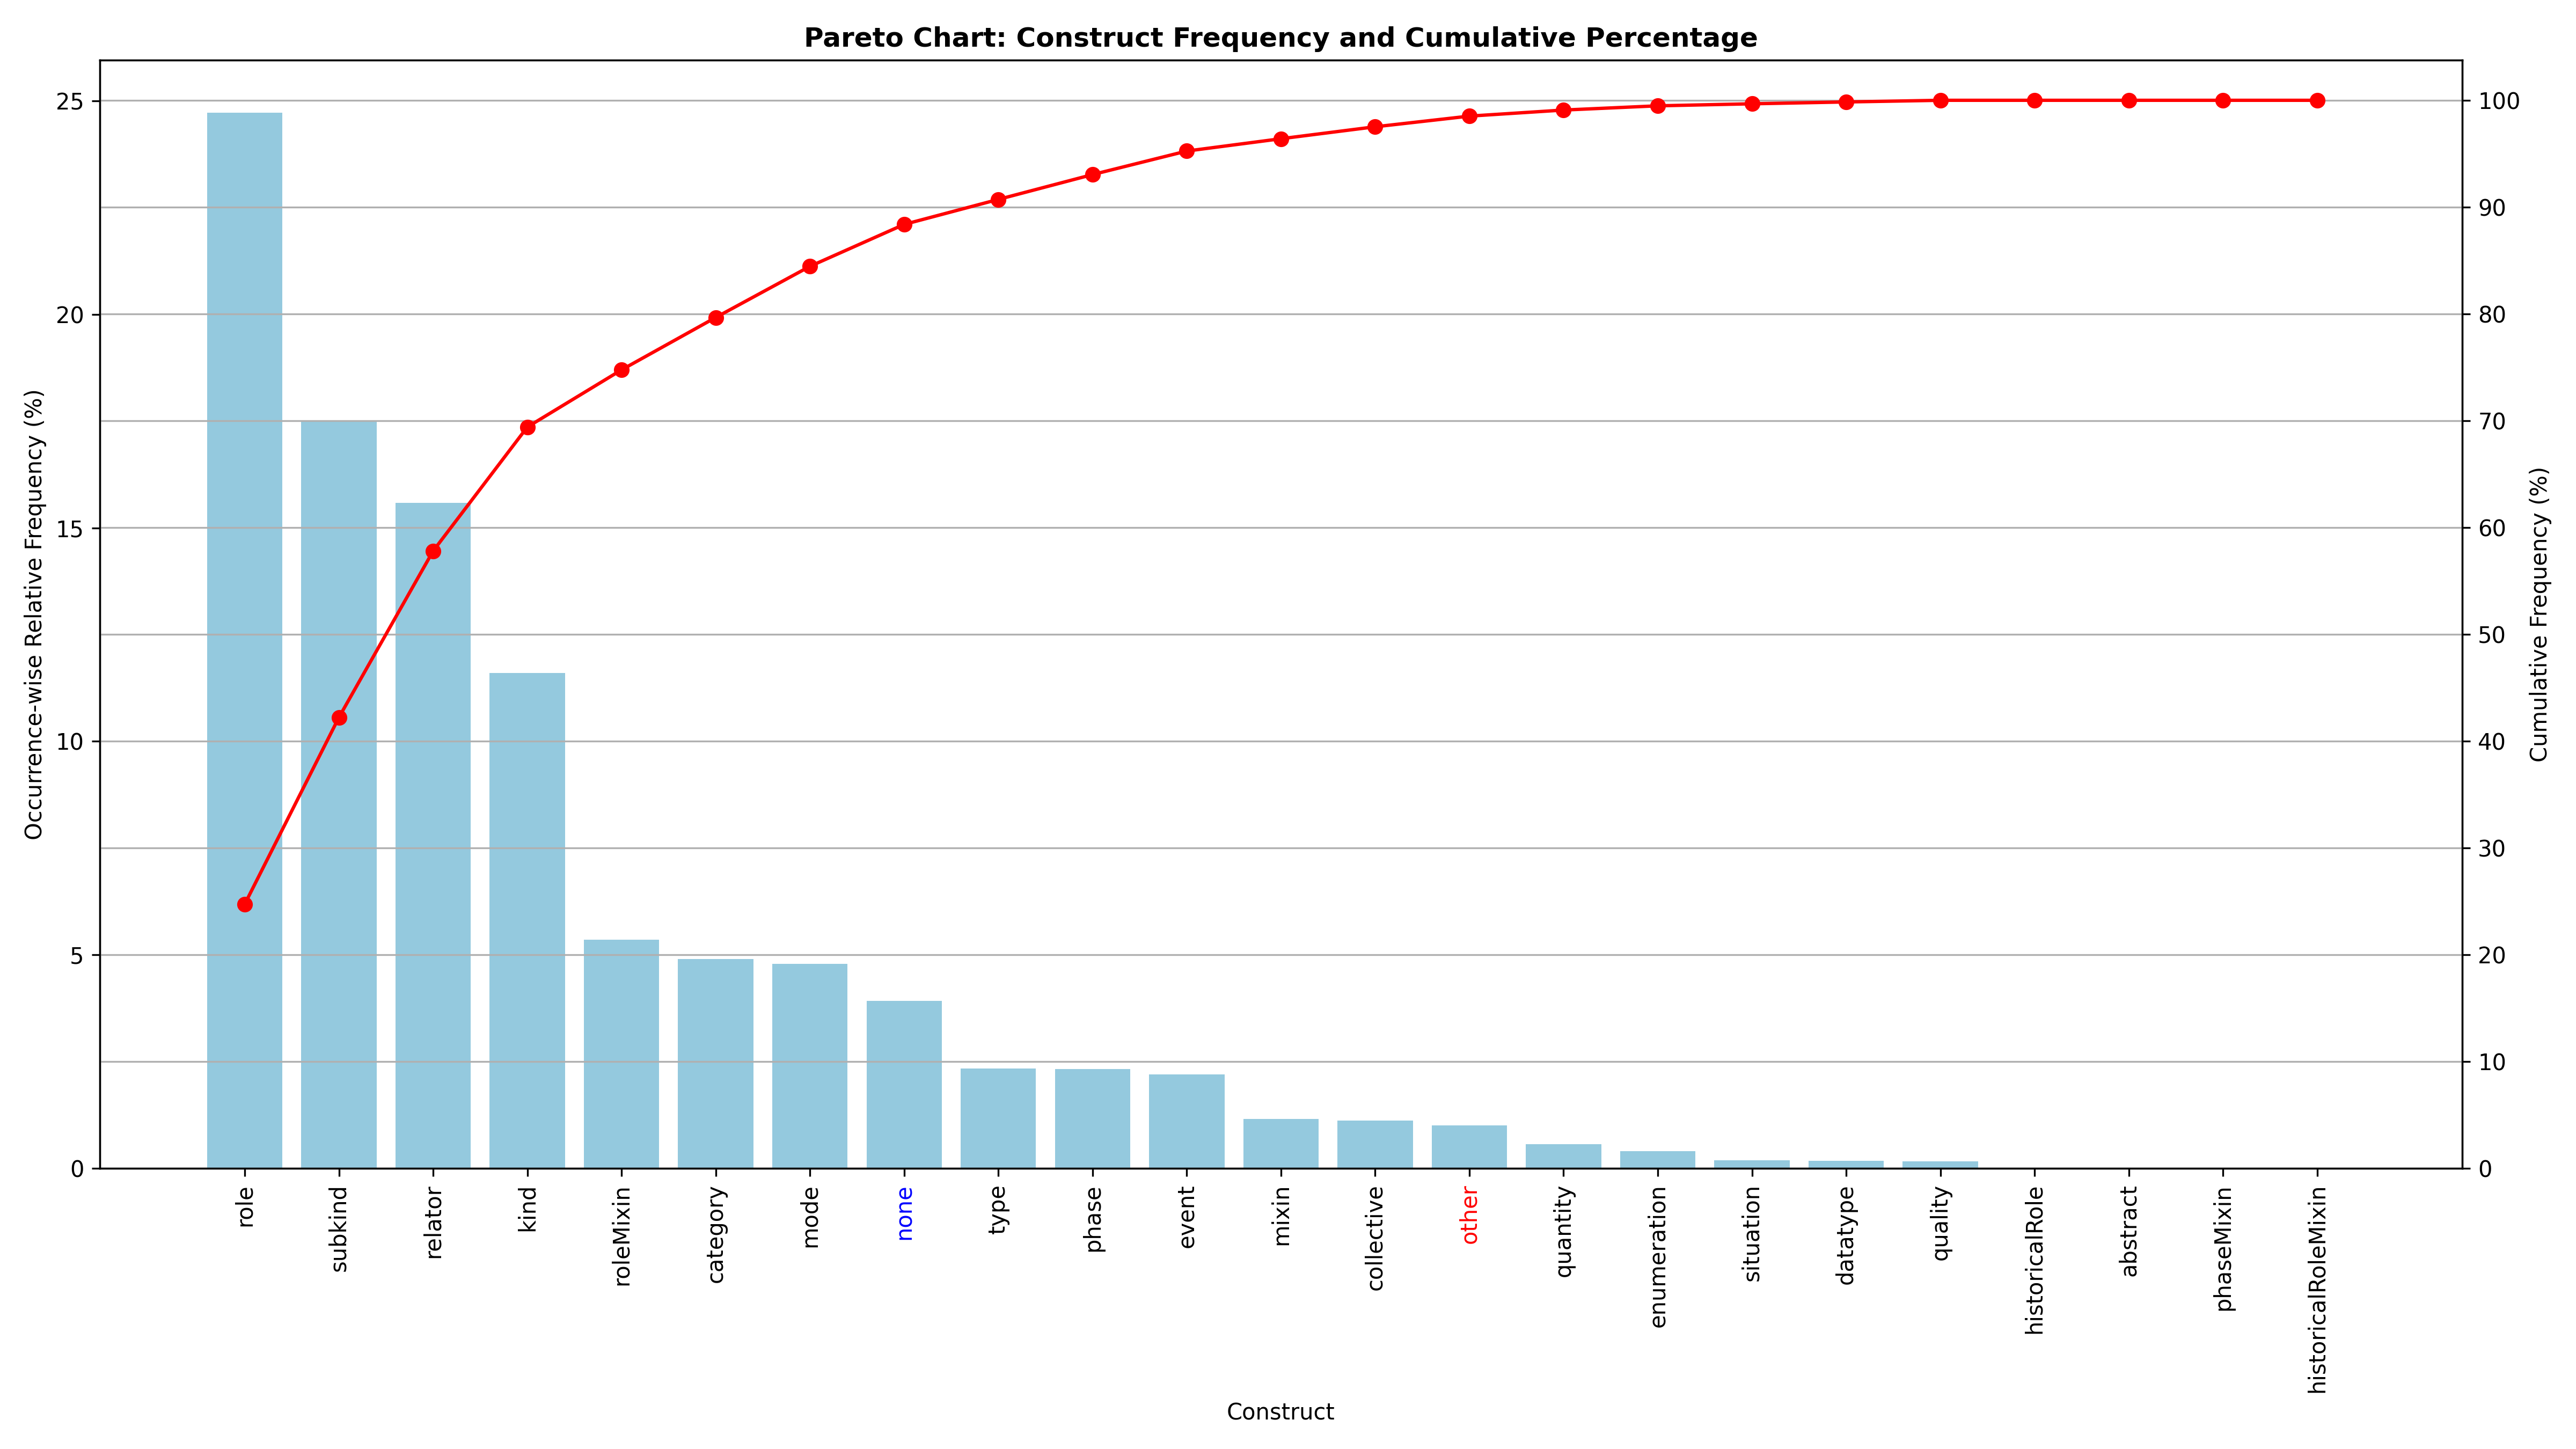 Pareto Chart: Construct Frequency and Cumulative Percentage
Occurrence-wise Relative Frequency (%)
25
20
15
10
5
0
100
90
80
70
60
50
40
30
20
10
0
Cumulative Frequency (%)
role
subkind
relator
kind
roleMixin
category
mode
none
type
phase
event
mixin
collective
other
quantity
enumeration
situation
datatype
quality
historicalRole
abstract
phaseMixin
historicalRoleMixin
Construct